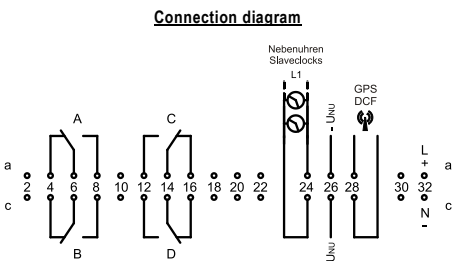 Connection diagram
Nebenuhren
Slaveclocks
L1
GPS
DCF
A
C
- UNU
L
+
a a
2 4 6 8 10 12 14 16 18 20 22 24 26 28 30 32
c c
N
-
B
D
UNU